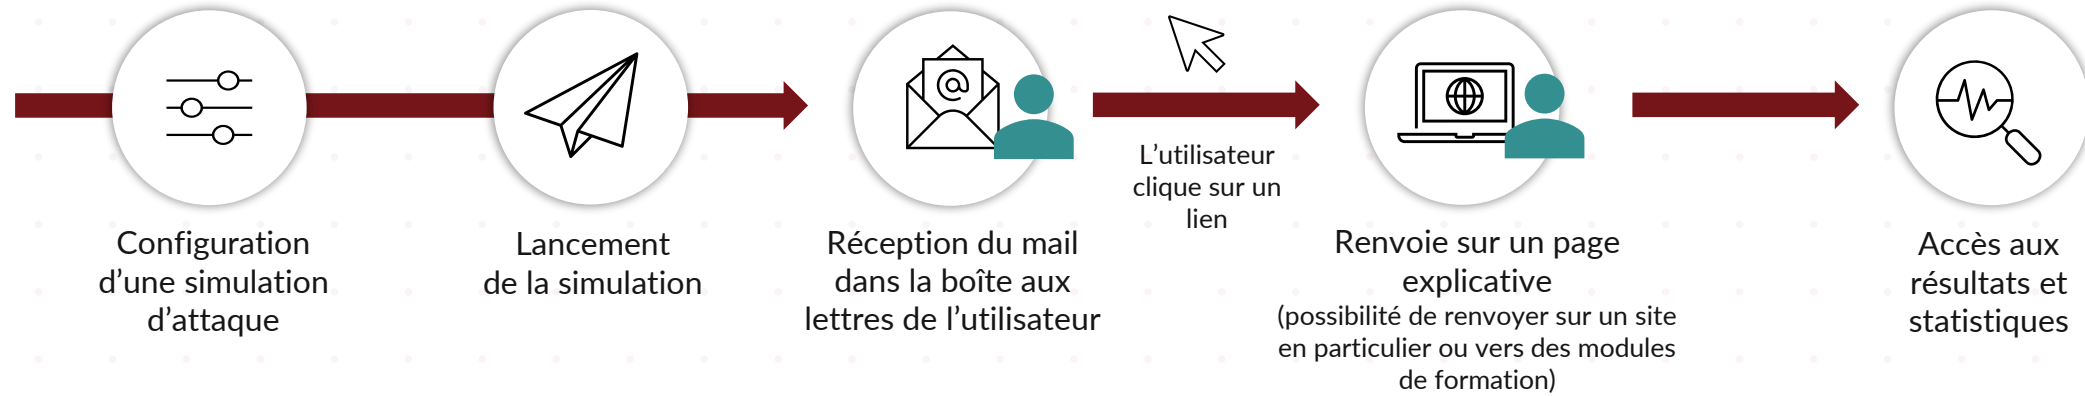 Configuration
d'une simulation
d'attaque
Lancement
de la simulation
@
Réception du mail
dans la boîte aux
lettres de l'utilisateur
L'utilisateur
clique sur un
lien
Renvoie sur un page
explicative
(possibilité de renvoyer sur un site
en particulier ou vers des modules
de formation)
Accès aux
résultats et
statistiques